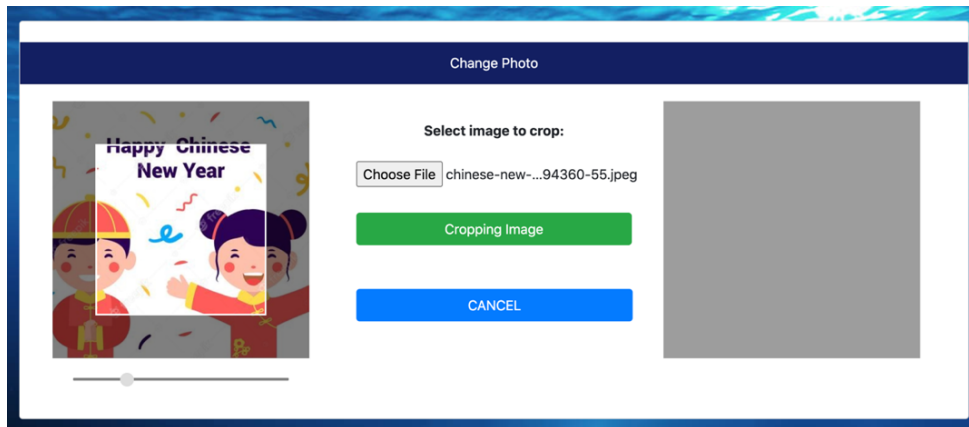 Change Photo
Happy Chinese
New Year
Select image to crop:
Choose File chinese-new-...94360-55.jpeg
Cropping Image
CANCEL